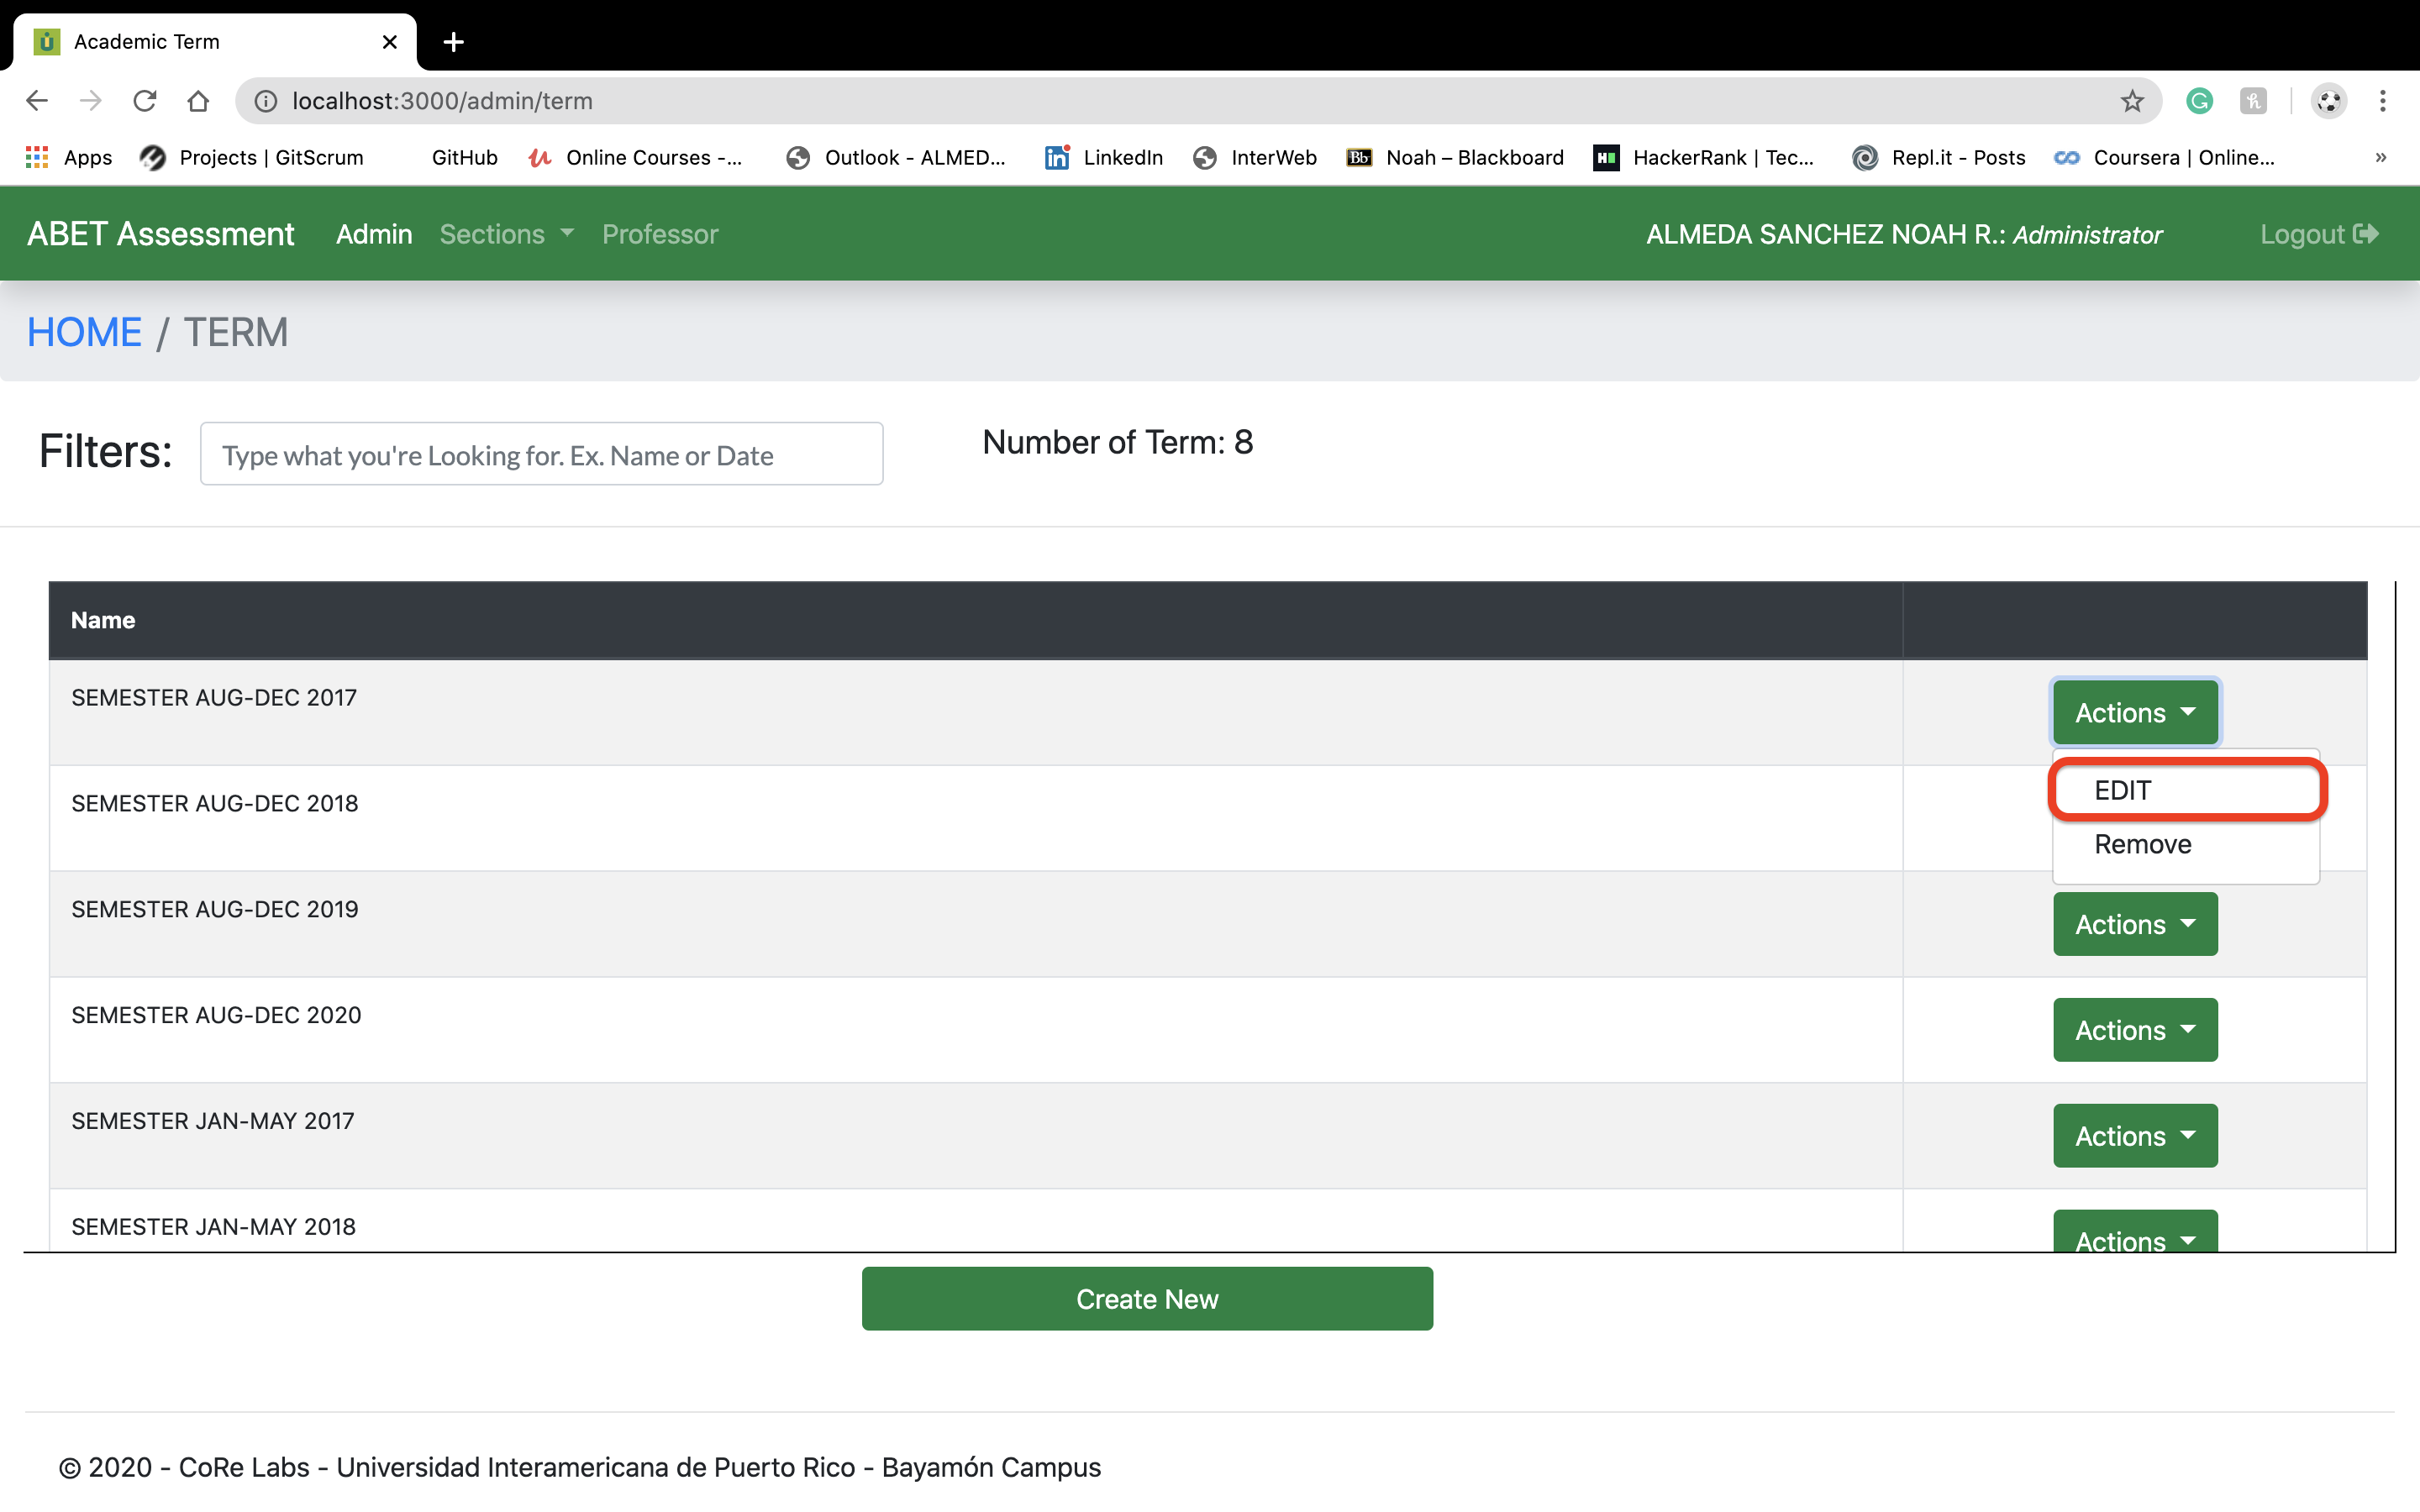 Academic Term
localhost:3000/admin/term
Apps Projects | GitScrum GitHub Online Courses -... Outlook - ALMED... LinkedIn InterWeb Bb Noah – Blackboard H HackerRank | Tec... Repl.it - Posts Coursera | Online... »
ABET Assessment Admin Sections Professor ALMEDA SANCHEZ NOAH R.: Administrator Logout
HOME / TERM
Filters: Type what you're Looking for. Ex. Name or Date Number of Term: 8
Name
SEMESTER AUG-DEC 2017 Actions
EDIT
SEMESTER AUG-DEC 2018
Remove
SEMESTER AUG-DEC 2019 Actions
SEMESTER AUG-DEC 2020 Actions
SEMESTER JAN-MAY 2017 Actions
SEMESTER JAN-MAY 2018 Actions
Create New
© 2020 - CoRe Labs - Universidad Interamericana de Puerto Rico - Bayamón Campus